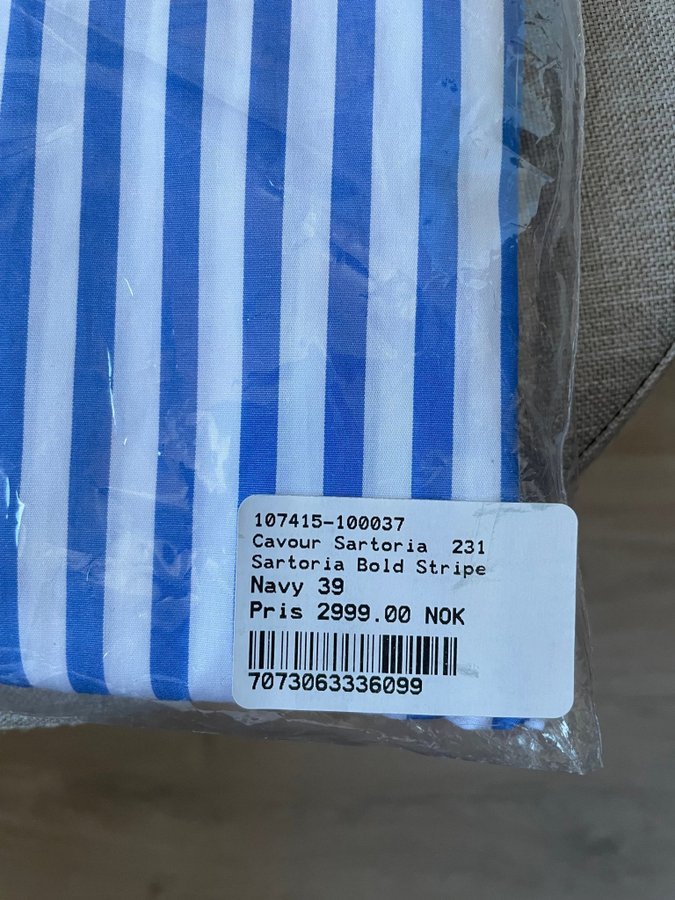 107415-100037
Cavour Sartoria 231
Sartoria Bold Stripe
Navy 39
Pris 2999.00 NOK
7073063336099